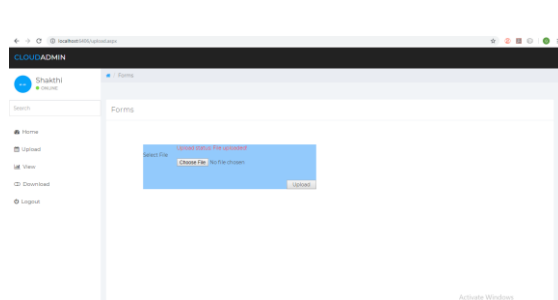 localhost:5405/upload.aspx
CLOUDADMIN
Shakthi
ONLINE
Forms
Search
Forms
Home
Upload
View
Download
Logout
Upload Status: File uploaded!
Select File
Choose File No file chosen
Upload
Activate Windows